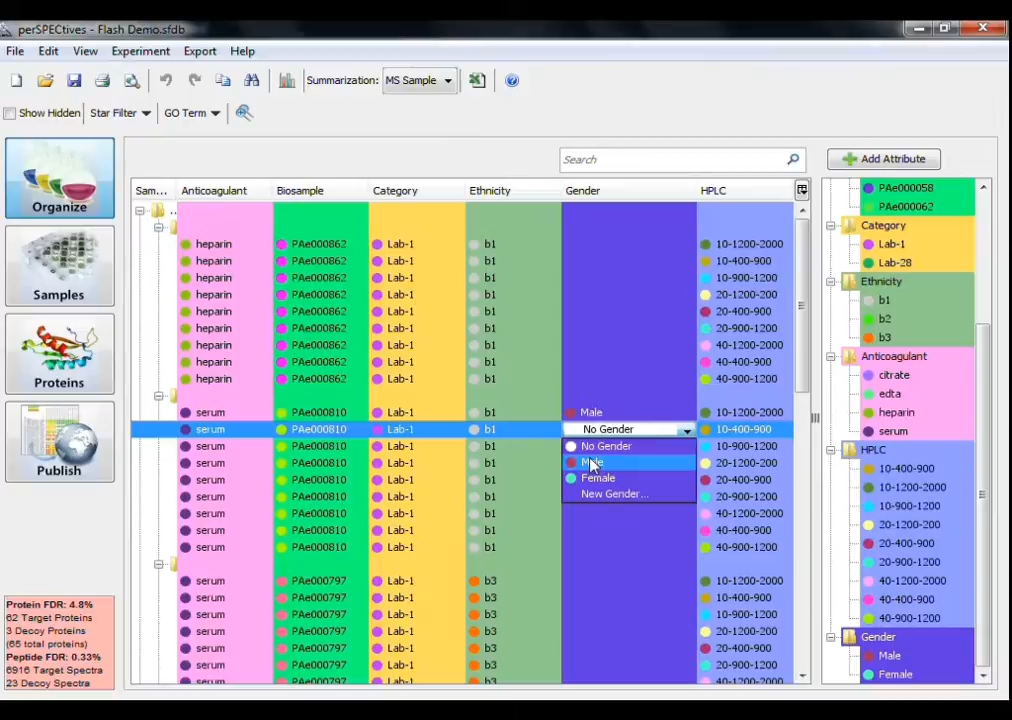 perSPECtives - Flash Demo.sfdb
File Edit View Experiment Export Help
Summarization: MS Sample
Show Hidden Star Filter GO Term
Search
Add Attribute
Organize
Samples
Proteins
Publish
Protein FDR: 4.8%
62 Target Proteins
3 Decoy Proteins
(65 total proteins)
Peptide FDR: 0.33%
6916 Target Spectra
23 Decoy Spectra
Sam... Anticoagulant Biosample Category Ethnicity Gender HPLC
..
heparin PAe000862 Lab-1 b1 10-1200-2000
heparin PAe000862 Lab-1 b1 10-400-900
heparin PAe000862 Lab-1 b1 10-900-1200
heparin PAe000862 Lab-1 b1 20-1200-200
heparin PAe000862 Lab-1 b1 20-400-900
heparin PAe000862 Lab-1 b1 20-900-1200
heparin PAe000862 Lab-1 b1 40-1200-2000
heparin PAe000862 Lab-1 b1 40-400-900
heparin PAe000862 Lab-1 b1 40-900-1200
serum PAe000810 Lab-1 b1 Male 10-1200-2000
serum PAe000810 Lab-1 b1 No Gender 10-400-900
serum PAe000810 Lab-1 b1 No Gender 10-900-1200
serum PAe000810 Lab-1 b1 20-1200-200
serum PAe000810 Lab-1 b1 Female 20-400-900
serum PAe000810 Lab-1 b1 New Gender... 20-900-1200
serum PAe000810 Lab-1 b1 40-1200-2000
serum PAe000810 Lab-1 b1 40-400-900
serum PAe000810 Lab-1 b1 40-900-1200
serum PAe000797 Lab-1 b3 10-1200-2000
serum PAe000797 Lab-1 b3 10-400-900
serum PAe000797 Lab-1 b3 10-900-1200
serum PAe000797 Lab-1 b3 20-1200-200
serum PAe000797 Lab-1 b3 20-400-900
serum PAe000797 Lab-1 b3 20-900-1200
serum PAe000797 Lab-1 b3 40-1200-2000
PAe000058
PAe000062
Category
Lab-1
Lab-28
Ethnicity
b1
b2
b3
Anticoagulant
citrate
edta
heparin
serum
HPLC
10-400-900
10-1200-2000
10-900-1200
20-1200-200
20-400-900
20-900-1200
40-1200-2000
40-400-900
40-900-1200
Gender
Male
Female